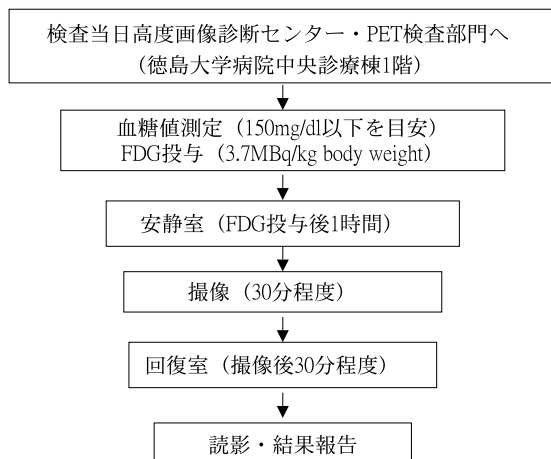 検査当日高度画像診断センター・PET検査部門へ
（徳島大学病院中央診療棟1階）
血糖値測定（150mg/dl以下を目安）
FDG投与（3.7MBq/kg body weight）
安静室（FDG投与後1時間）
撮像（30分程度）
回復室（撮像後30分程度）
読影・結果報告